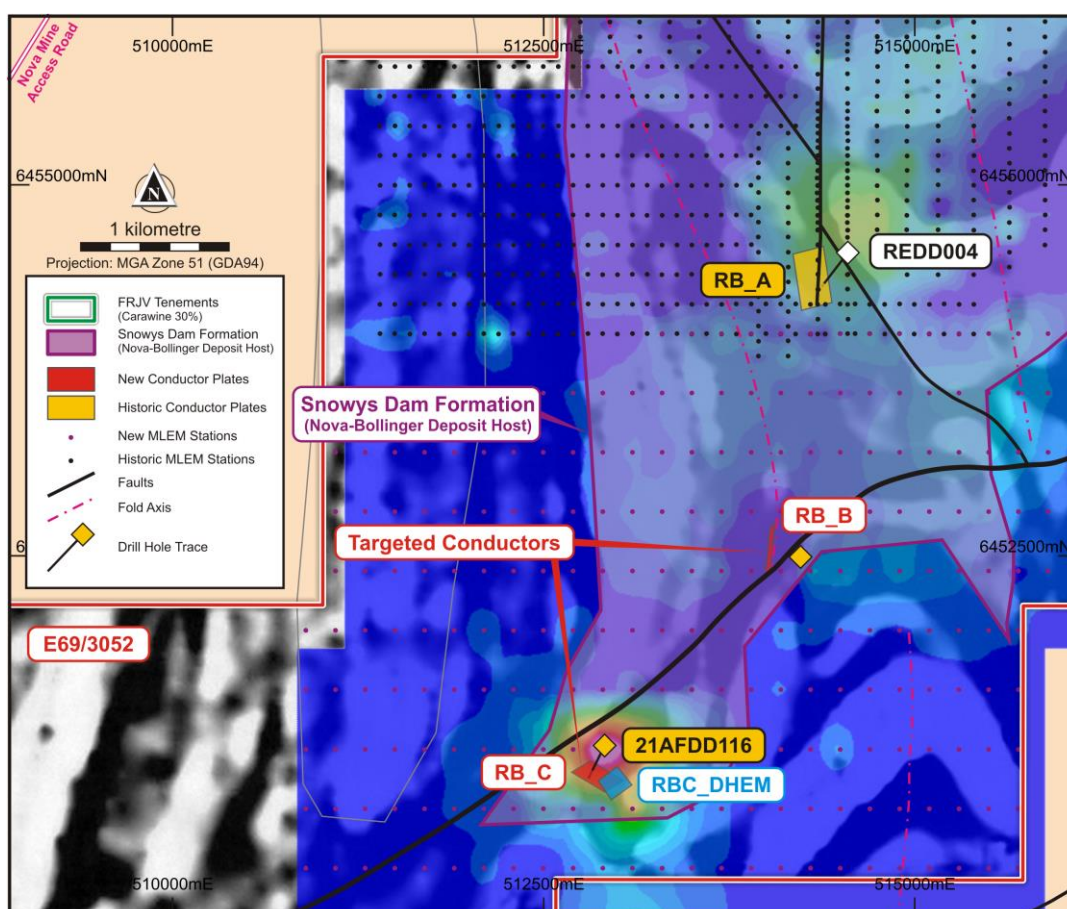 510000mE
512500mE
515000mE
Nova Mine
Access Road
6455000mN
6455000mN
N
1 kilometre
Projection: MGA Zone 51 (GDA94)
REDD004
RB_A
FRJV Tenements
(Carawine 30%)
Snowys Dam Formation
(Nova-Bollinger Deposit Host)
New Conductor Plates
Historic Conductor Plates
New MLEM Stations
Historic MLEM Stations
Faults
Fold Axis
Drill Hole Trace
Snowys Dam Formation
(Nova-Bollinger Deposit Host)
RB_B
Targeted Conductors
6
6452500mN
E69/3052
21AFDD116
RB_C
RBC_DHEM
510000mE
512500mE
515000mE